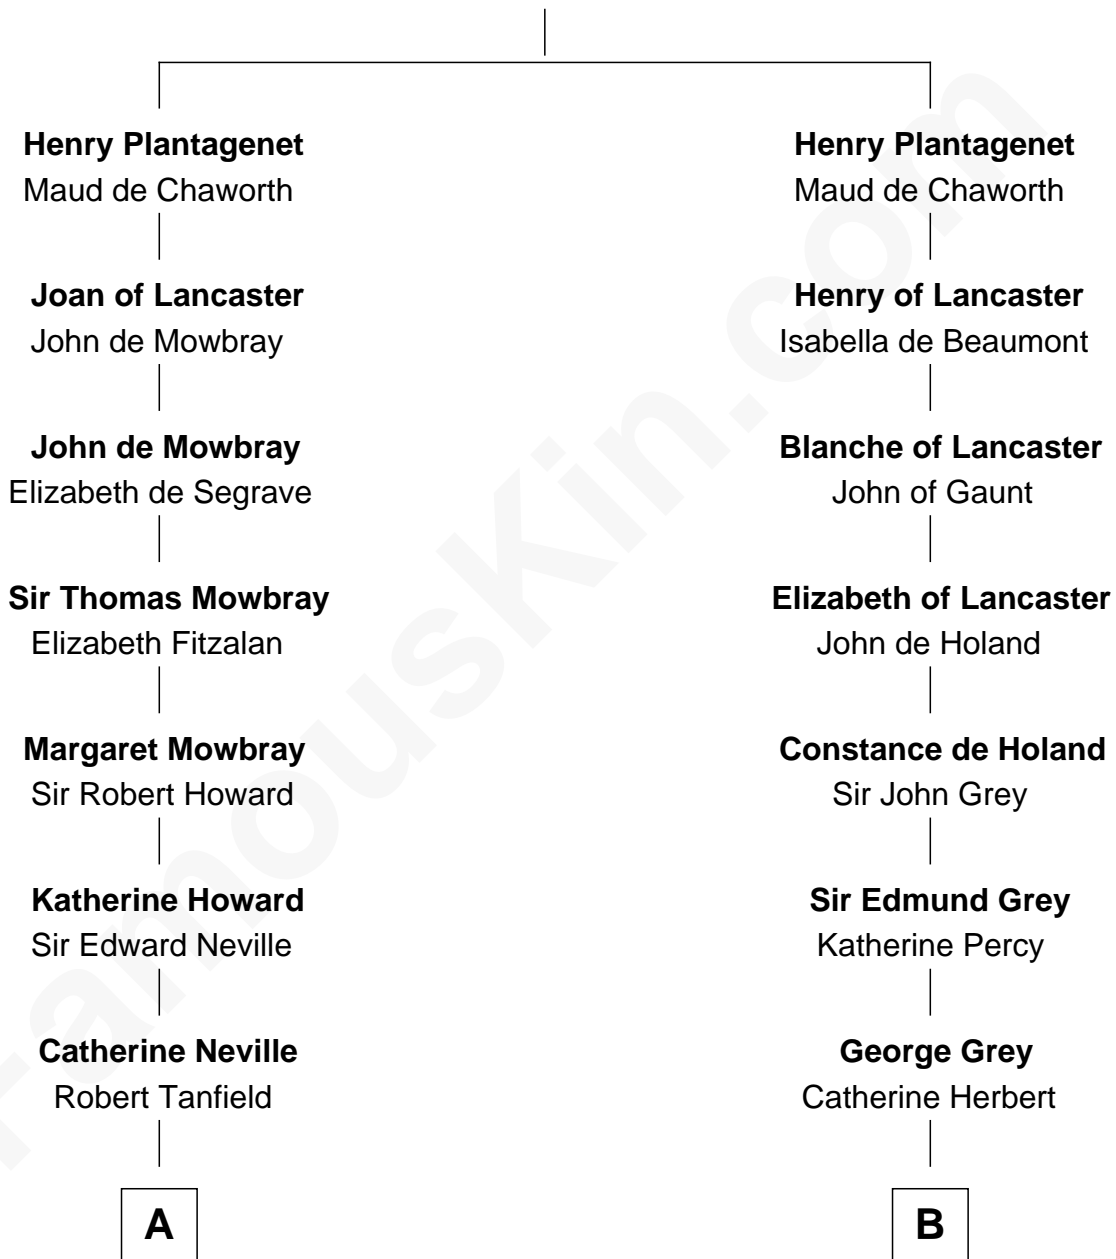 Henry Plantagenet
Maud de Chaworth
Joan of Lancaster
John de Mowbray
John de Mowbray
Elizabeth de Segrave
Sir Thomas Mowbray
Elizabeth Fitzalan
Margaret Mowbray
Sir Robert Howard
Katherine Howard
Sir Edward Neville
Catherine Neville
Robert Tanfield
A
Henry Plantagenet
Maud de Chaworth
Henry of Lancaster
Isabella de Beaumont
Blanche of Lancaster
John of Gaunt
Elizabeth of Lancaster
John de Holand
Constance de Holand
Sir John Grey
Sir Edmund Grey
Katherine Percy
George Grey
Catherine Herbert
B
FamousKin.com